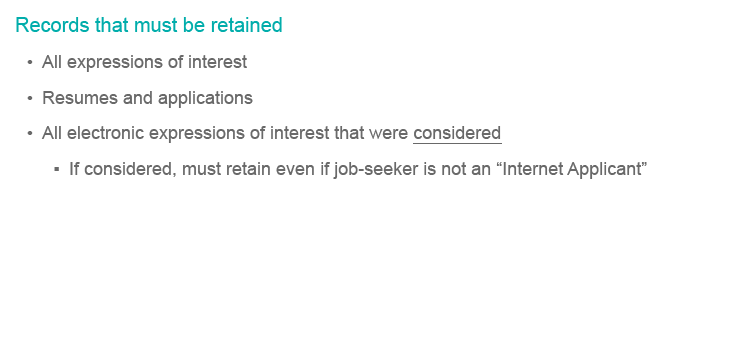 Records that must be retained
• All expressions of interest
• Resumes and applications
• All electronic expressions of interest that were considered
▪ If considered, must retain even if job-seeker is not an “Internet Applicant”